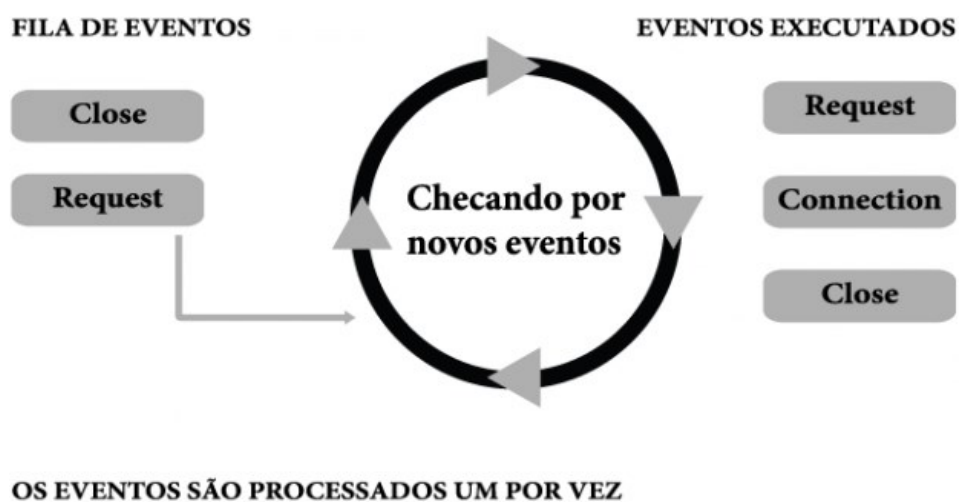 FILA DE EVENTOS
EVENTOS EXECUTADOS
Close
Request
Checando por
novos eventos
Request
Connection
Close
OS EVENTOS SÃO PROCESSADOS UM POR VEZ